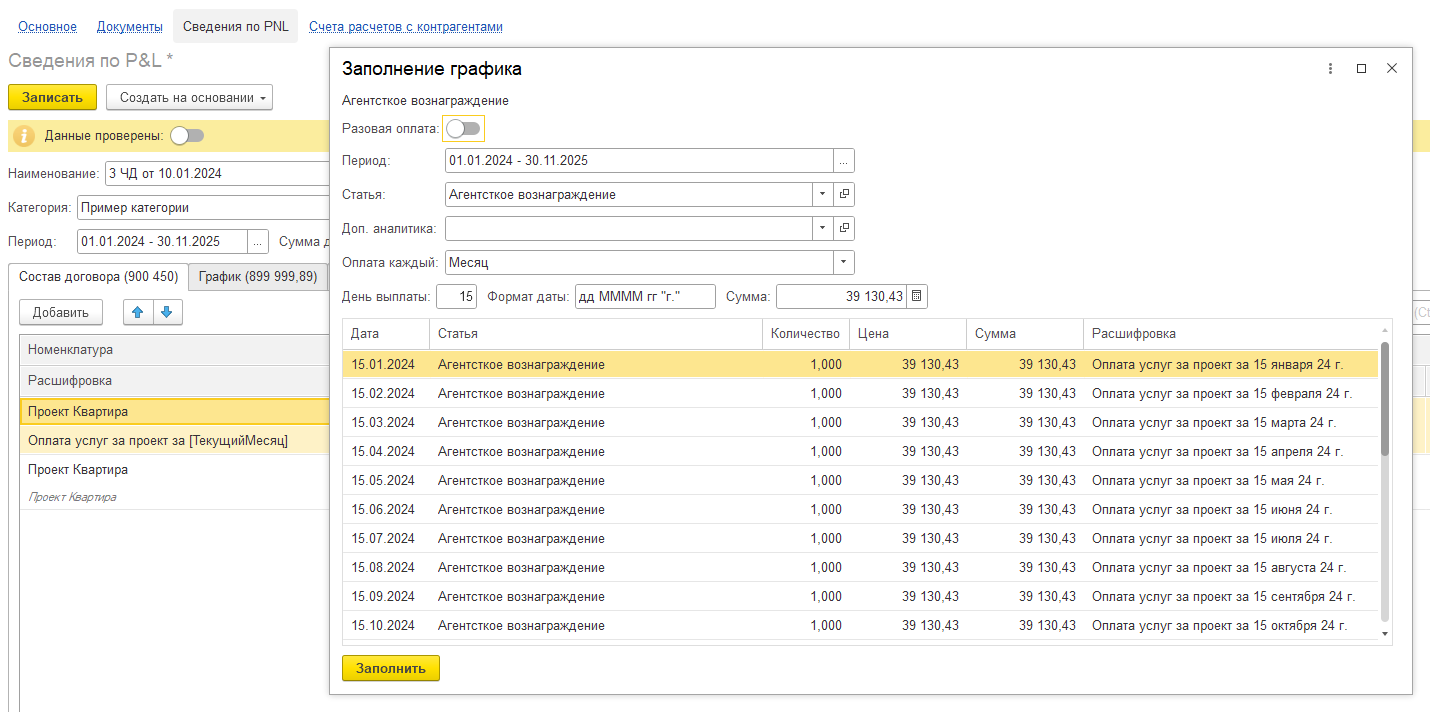 Основное Документы Сведения по PNL Счета расчетов с контрагентами
Сведения по P&L *
Записать Создать на основании
Данные проверены:
Наименование: 3 ЧД от 10.01.2024
Категория: Пример категории
Период: 01.01.2024 - 30.11.2025 ... Сумма д
Состав договора (900 450) График (899 999,89)
Добавить
Номенклатура
Расшифровка
Проект Квартира
Оплата услуг за проект за [ТекущийМесяц]
Проект Квартира
Проект Квартира
Заполнение графика
Агентсткое вознаграждение
Разовая оплата:
Период: 01.01.2024 - 30.11.2025 ...
Статья: Агентсткое вознаграждение
Доп. аналитика:
Оплата каждый: Месяц
День выплаты: 15 Формат даты: дд ММММ гг "г." Сумма: 39 130,43
Дата Статья Количество Цена Сумма Расшифровка
15.01.2024 Агентсткое вознаграждение 1,000 39 130,43 39 130,43 Оплата услуг за проект за 15 января 24 г.
15.02.2024 Агентсткое вознаграждение 1,000 39 130,43 39 130,43 Оплата услуг за проект за 15 февраля 24 г.
15.03.2024 Агентсткое вознаграждение 1,000 39 130,43 39 130,43 Оплата услуг за проект за 15 марта 24 г.
15.04.2024 Агентсткое вознаграждение 1,000 39 130,43 39 130,43 Оплата услуг за проект за 15 апреля 24 г.
15.05.2024 Агентсткое вознаграждение 1,000 39 130,43 39 130,43 Оплата услуг за проект за 15 мая 24 г.
15.06.2024 Агентсткое вознаграждение 1,000 39 130,43 39 130,43 Оплата услуг за проект за 15 июня 24 г.
15.07.2024 Агентсткое вознаграждение 1,000 39 130,43 39 130,43 Оплата услуг за проект за 15 июля 24 г.
15.08.2024 Агентсткое вознаграждение 1,000 39 130,43 39 130,43 Оплата услуг за проект за 15 августа 24 г.
15.09.2024 Агентсткое вознаграждение 1,000 39 130,43 39 130,43 Оплата услуг за проект за 15 сентября 24 г.
15.10.2024 Агентсткое вознаграждение 1,000 39 130,43 39 130,43 Оплата услуг за проект за 15 октября 24 г.
Заполнить